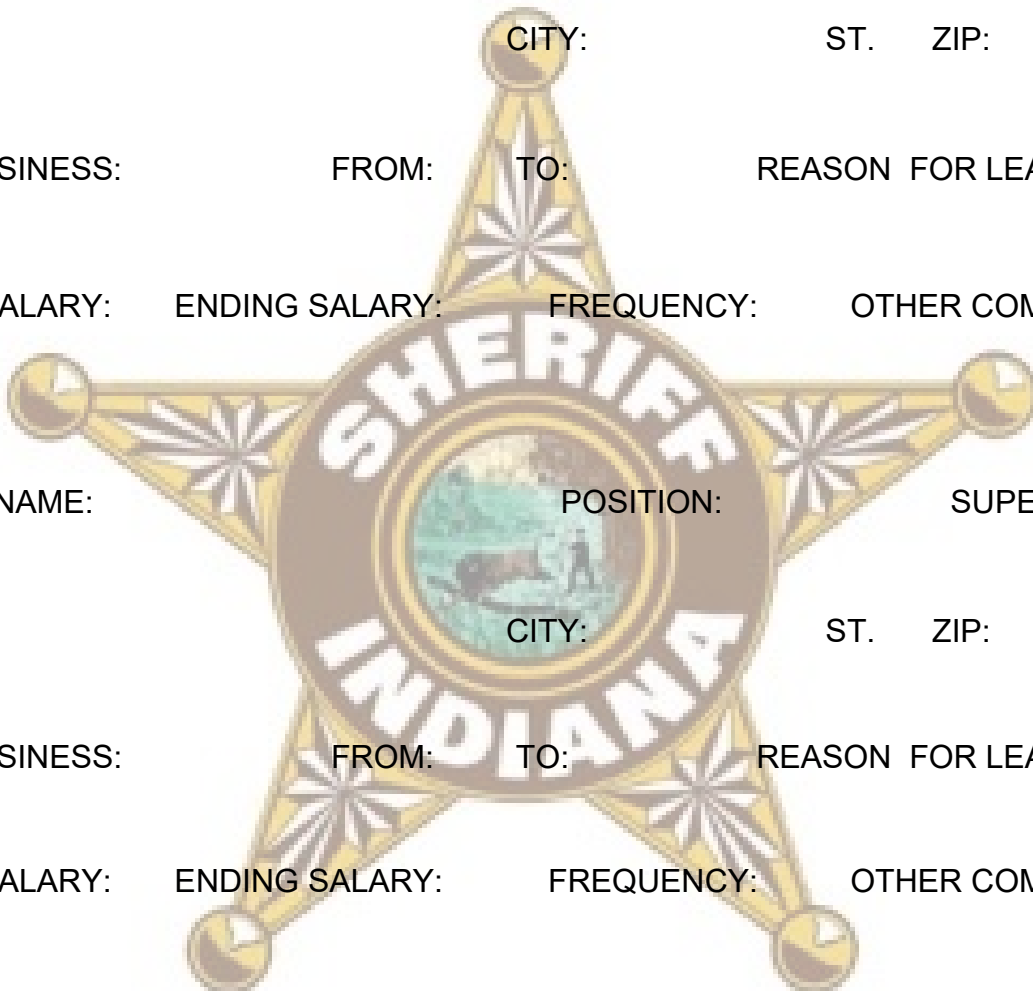 CITY: ST. ZIP:
SINESS: FROM: TO: REASON FOR LEA
ALARY: ENDING SALARY: FREQUENCY: OTHER COM
SHERIFF
NAME: POSITION: SUPE
CITY: ST. ZIP:
INDIANA
SINESS: FROM: TO: REASON FOR LEA
ALARY: ENDING SALARY: FREQUENCY: OTHER COM